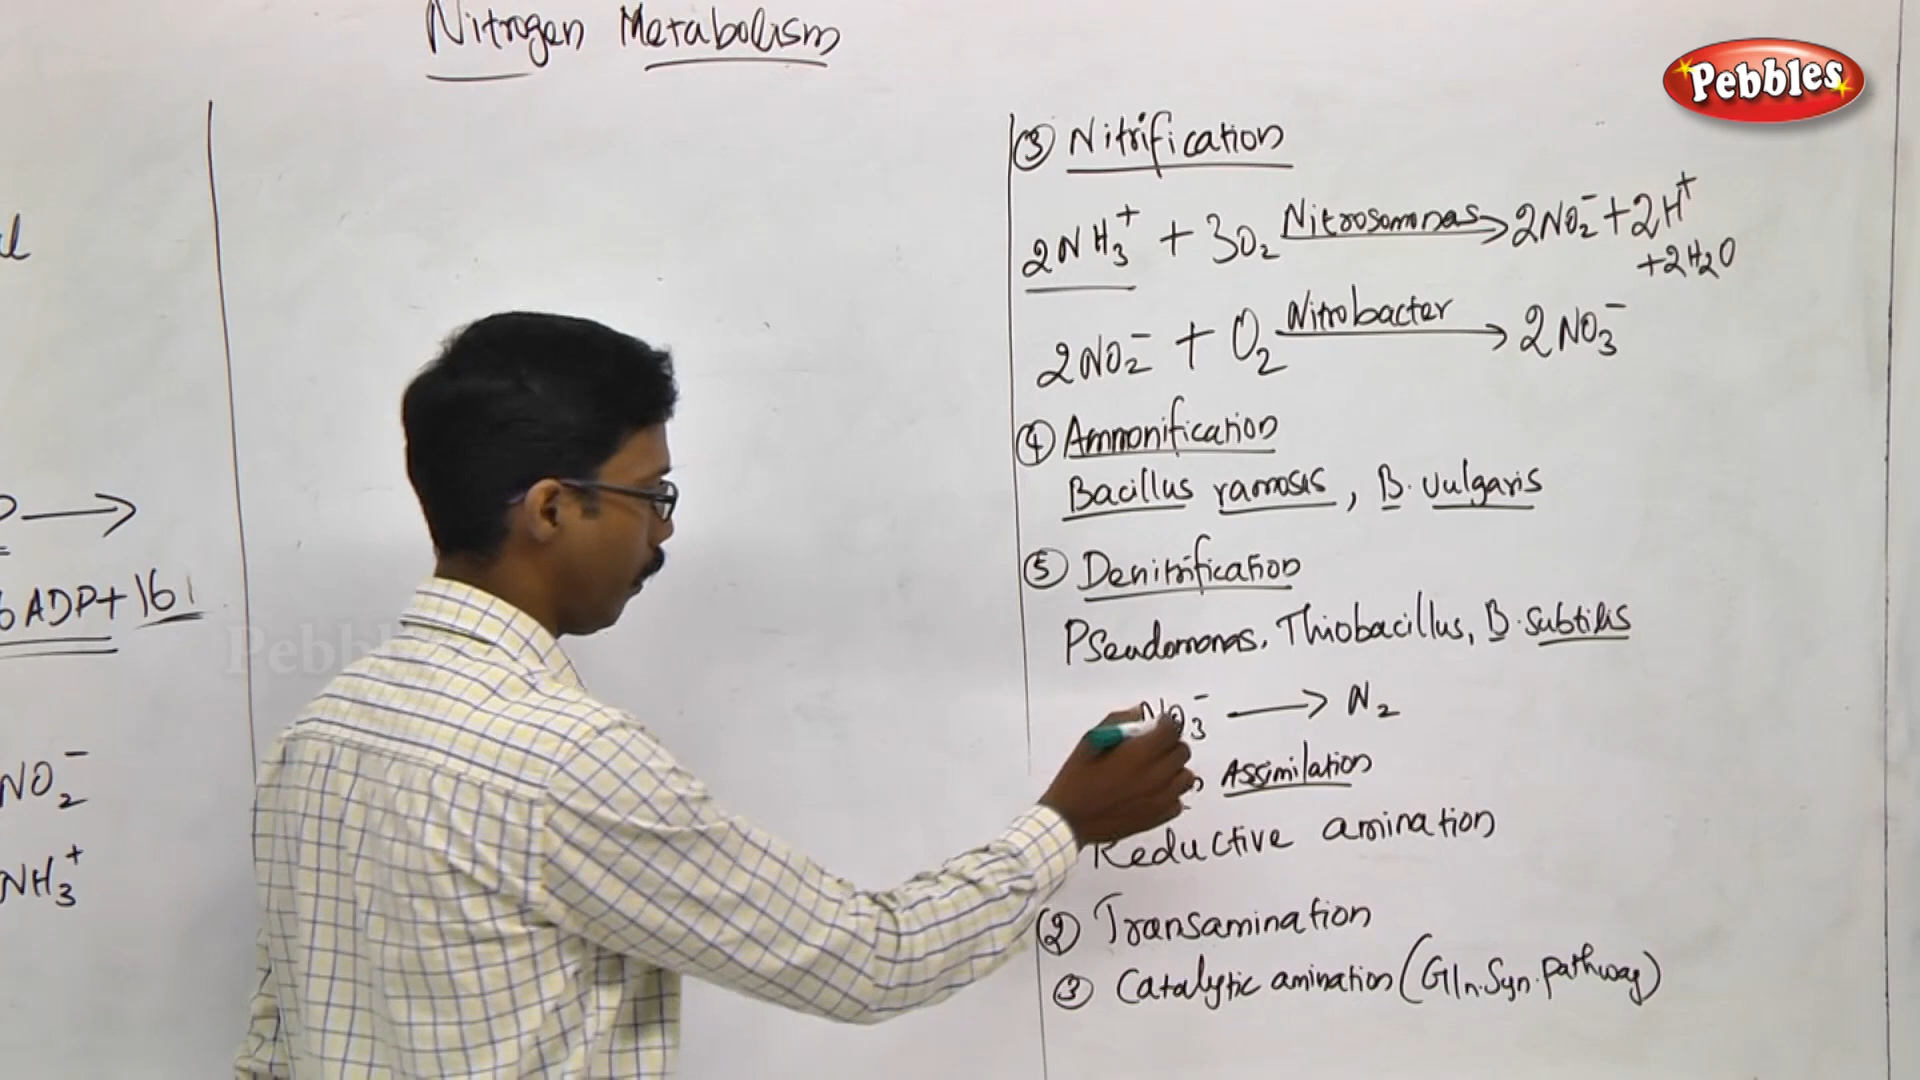 Nitrogen Metabolism
Pebbles
③ Nitrification
2NH₃⁺ + 3O₂ Nitrosomonas → 2NO₂⁻ + 2H⁺
+ 2H₂O
2NO₂⁻ + O₂ Nitrobacter → 2NO₃⁻
④ Ammonification
Bacillus ramosus, B. vulgaris
⑤ Denitrification
Pseudomonas, Thiobacillus, B. subtilis
NO₃⁻ → N₂
Assimilation
Reductive amination
② Transamination
③ Catalytic amination (Gln. Syn. pathway)
→
ADP + 16
NO₂⁻
NH₃⁺
Pebbles